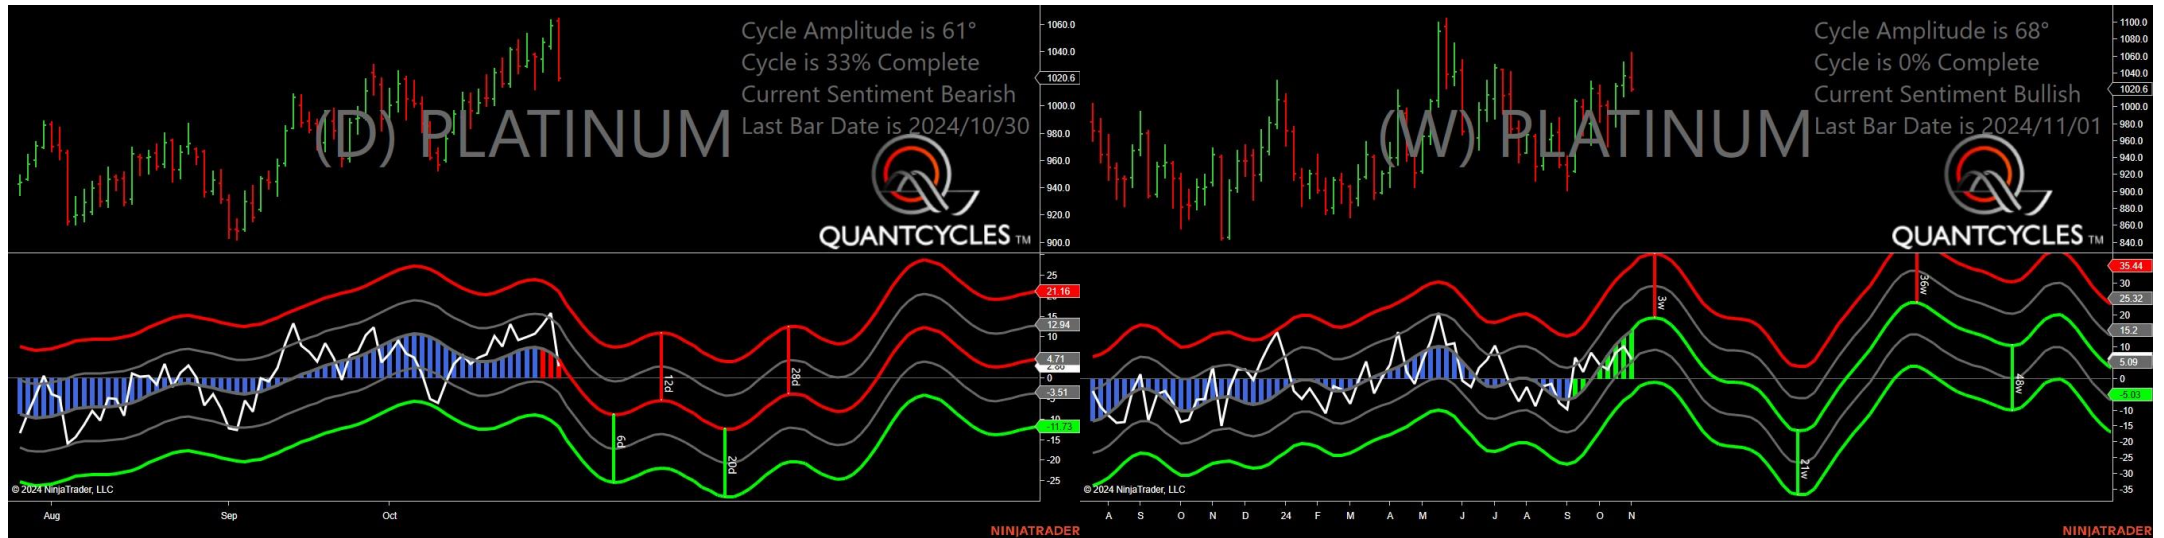 Cycle Amplitude is 61°
Cycle is 33% Complete
Current Sentiment Bearish
Last Bar Date is 2024/10/30
(D) PLATINUM
QUANTCYCLES TM
1060.0
1040.0
1020.6
1000.0
980.0
960.0
940.0
920.0
900.0
25
21.16
15
12.94
10
4.71
2.86
0
-3.51
-11.73
-15
-20
-25
6d
12d
20d
28d
© 2024 NinjaTrader, LLC
Aug
Sep
Oct
NINJATRADER
Cycle Amplitude is 68°
Cycle is 0% Complete
Current Sentiment Bullish
Last Bar Date is 2024/11/01
(W) PLATINUM
QUANTCYCLES TM
1100.0
1080.0
1060.0
1040.0
1020.6
1000.0
980.0
960.0
940.0
920.0
900.0
880.0
860.0
840.0
35.44
30
25.32
20
15.2
10
5.09
0
-5.03
-10
-15
-20
-25
-30
-35
3w
21w
36w
48w
© 2024 NinjaTrader, LLC
A S O N D 24 F M A M J J A S O N
NINJATRADER